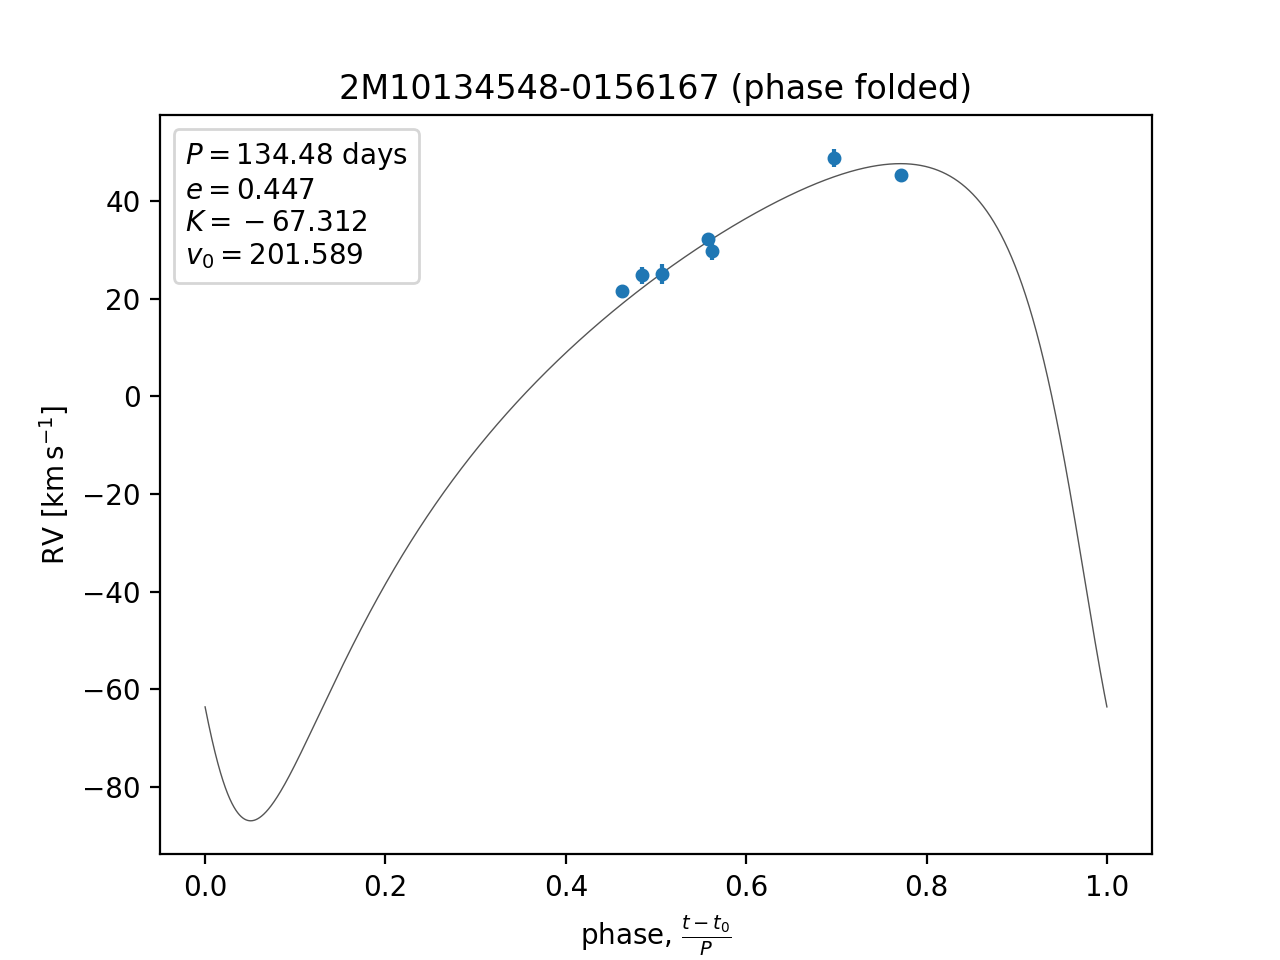 2M10134548-0156167 (phase folded)
P = 134.48 days
e = 0.447
K = −67.312
v₀ = 201.589
RV [km s⁻¹]
40
20
0
−20
−40
−60
−80
0.0 0.2 0.4 0.6 0.8 1.0
phase, (t − t₀)/P